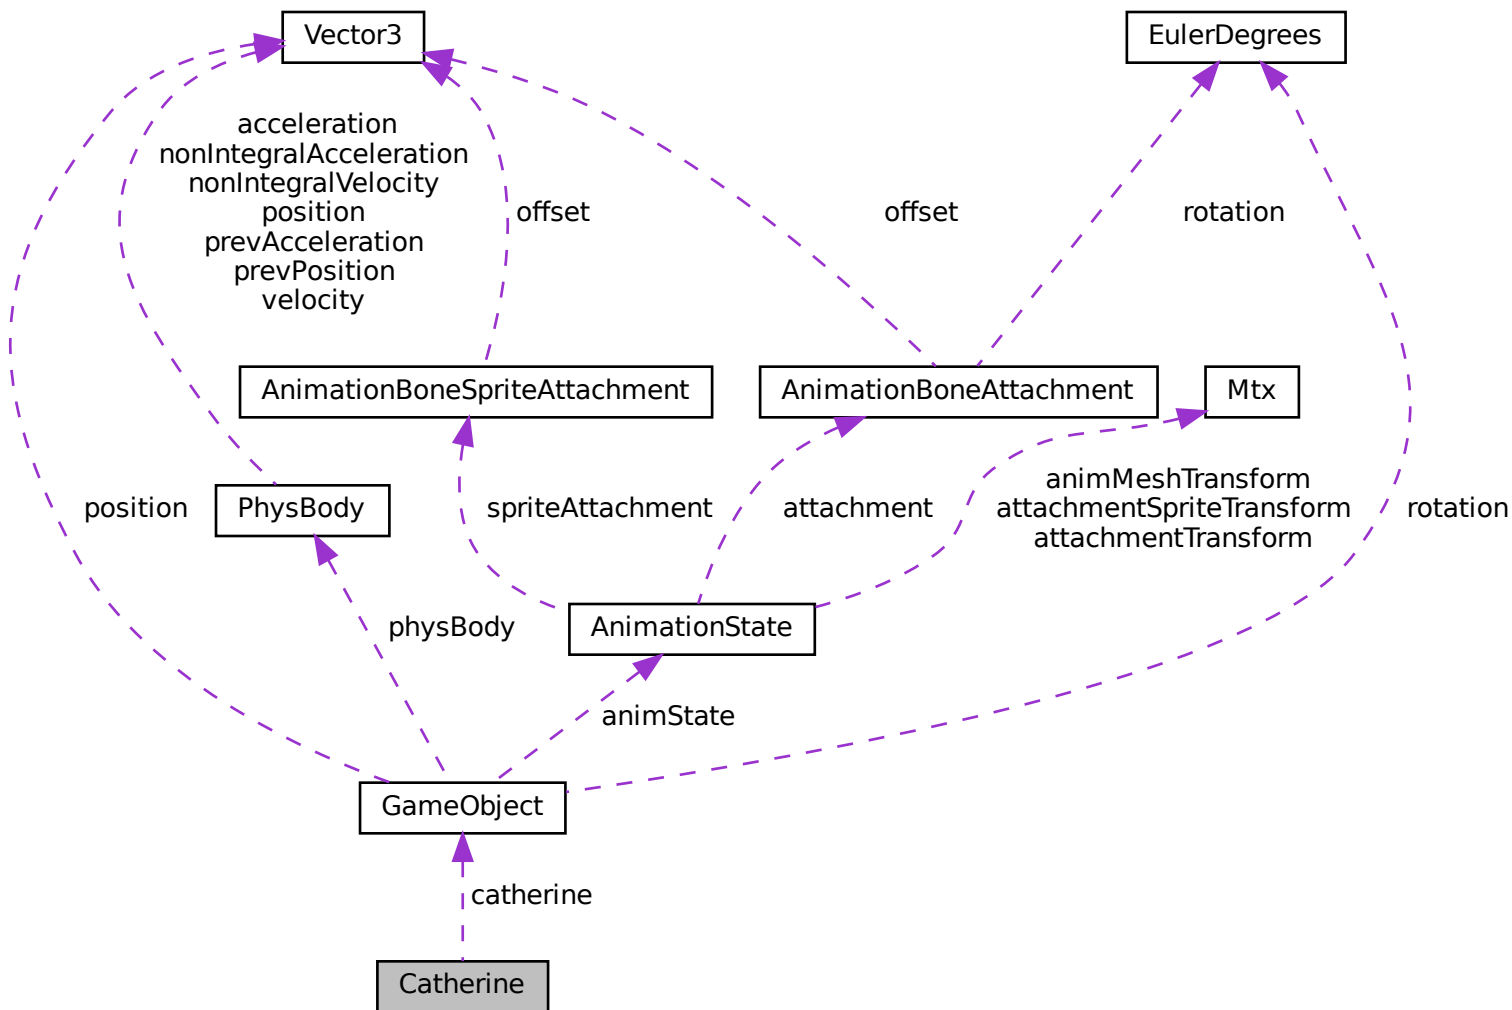 Vector3
EulerDegrees
acceleration
nonIntegralAcceleration
nonIntegralVelocity
position
prevAcceleration
prevPosition
velocity
offset
offset
rotation
AnimationBoneSpriteAttachment
AnimationBoneAttachment
Mtx
position
PhysBody
spriteAttachment
attachment
animMeshTransform
attachmentSpriteTransform
attachmentTransform
rotation
physBody
AnimationState
animState
GameObject
catherine
Catherine